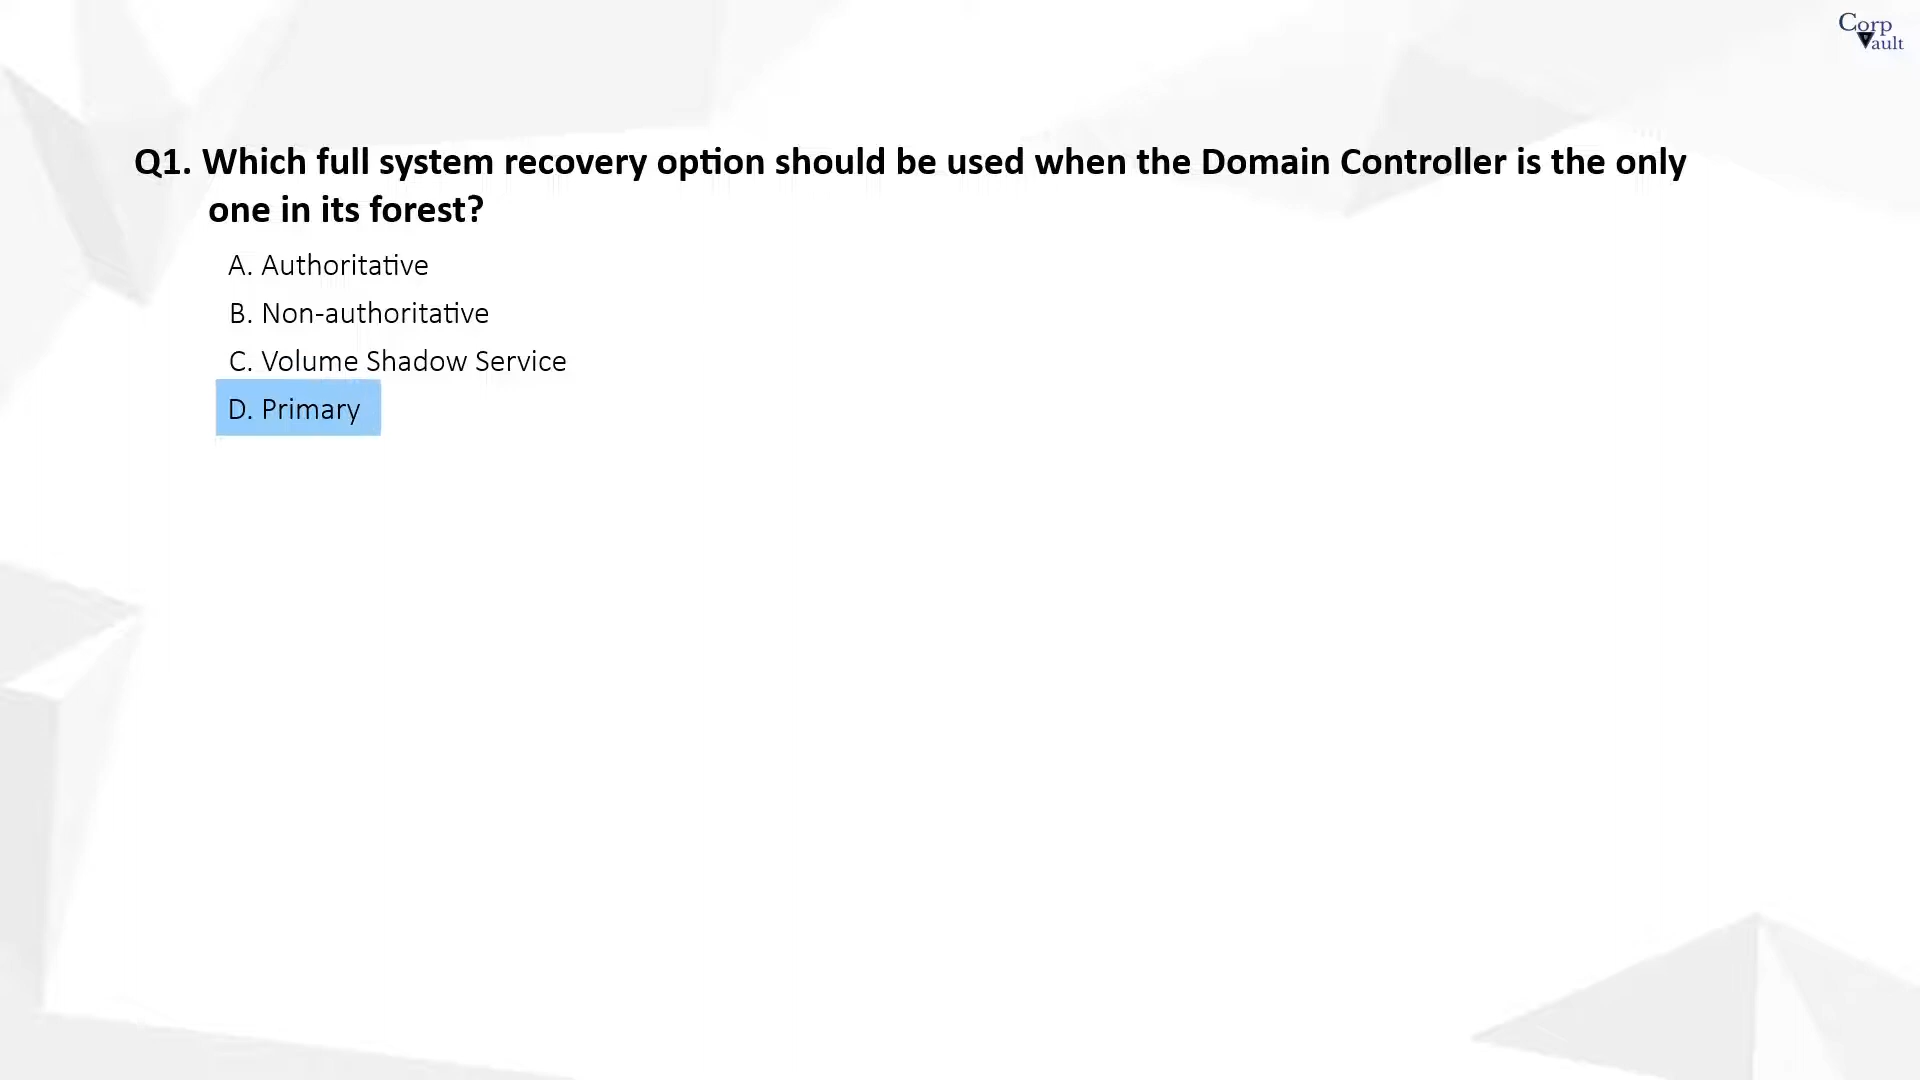 Corp
Vault
Q1. Which full system recovery option should be used when the Domain Controller is the only
one in its forest?
A. Authoritative
B. Non-authoritative
C. Volume Shadow Service
D. Primary